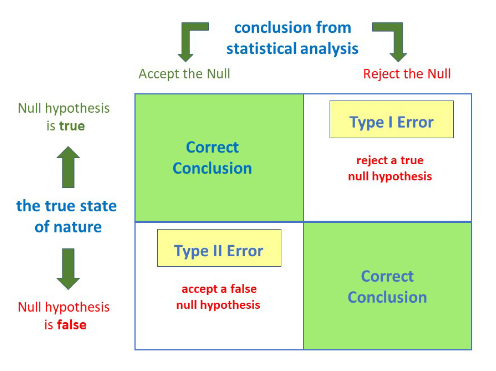 conclusion from
statistical analysis
Accept the Null
Reject the Null
Null hypothesis
is true
Correct
Conclusion
Type I Error
reject a true
null hypothesis
the true state
of nature
Type II Error
accept a false
null hypothesis
Correct
Conclusion
Null hypothesis
is false